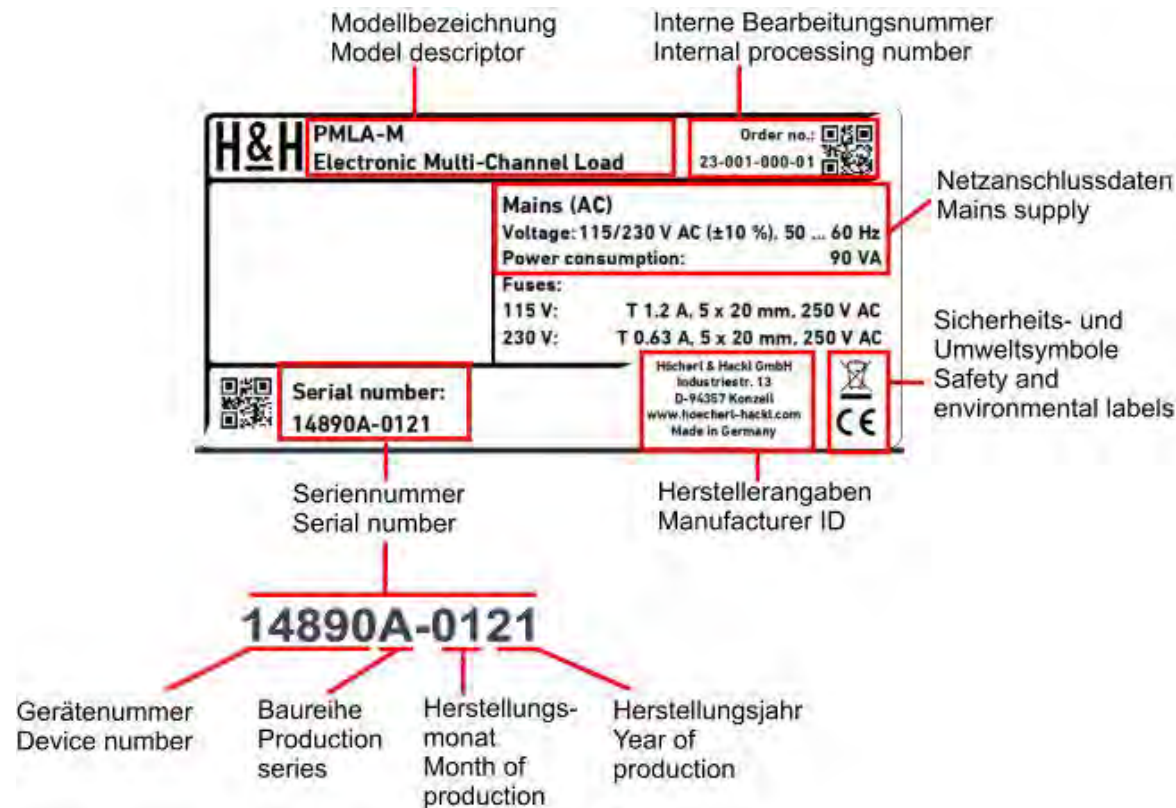 Modellbezeichnung
Model descriptor
Interne Bearbeitungsnummer
Internal processing number
H&H
PMLA-M
Electronic Multi-Channel Load
Order no.:
23-001-000-01
Mains (AC)
Voltage: 115/230 V AC (±10 %), 50 ... 60 Hz
Power consumption: 90 VA
Netzanschlussdaten
Mains supply
Fuses:
115 V: T 1.2 A, 5 x 20 mm, 250 V AC
230 V: T 0.63 A, 5 x 20 mm, 250 V AC
Sicherheits- und
Umweltsymbole
Safety and
environmental labels
Serial number:
14890A-0121
Höcherl & Hackl GmbH
Industriestr. 13
D-94357 Konzell
www.hoecherl-hackl.com
Made in Germany
CE
Seriennummer
Serial number
Herstellerangaben
Manufacturer ID
14890A-0121
Gerätenummer
Device number
Baureihe
Production
series
Herstellungs-
monat
Month of
production
Herstellungsjahr
Year of
production